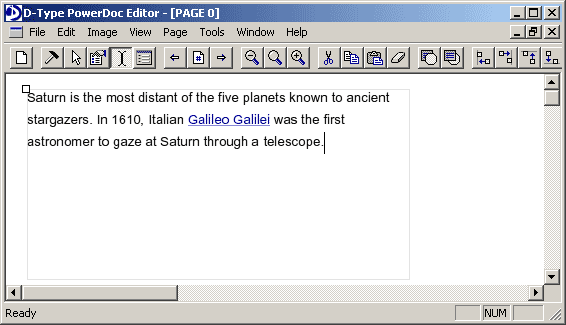 D-Type PowerDoc Editor - [PAGE 0]
File Edit Image View Page Tools Window Help
Saturn is the most distant of the five planets known to ancient
stargazers. In 1610, Italian Galileo Galilei was the first
astronomer to gaze at Saturn through a telescope.
Ready NUM